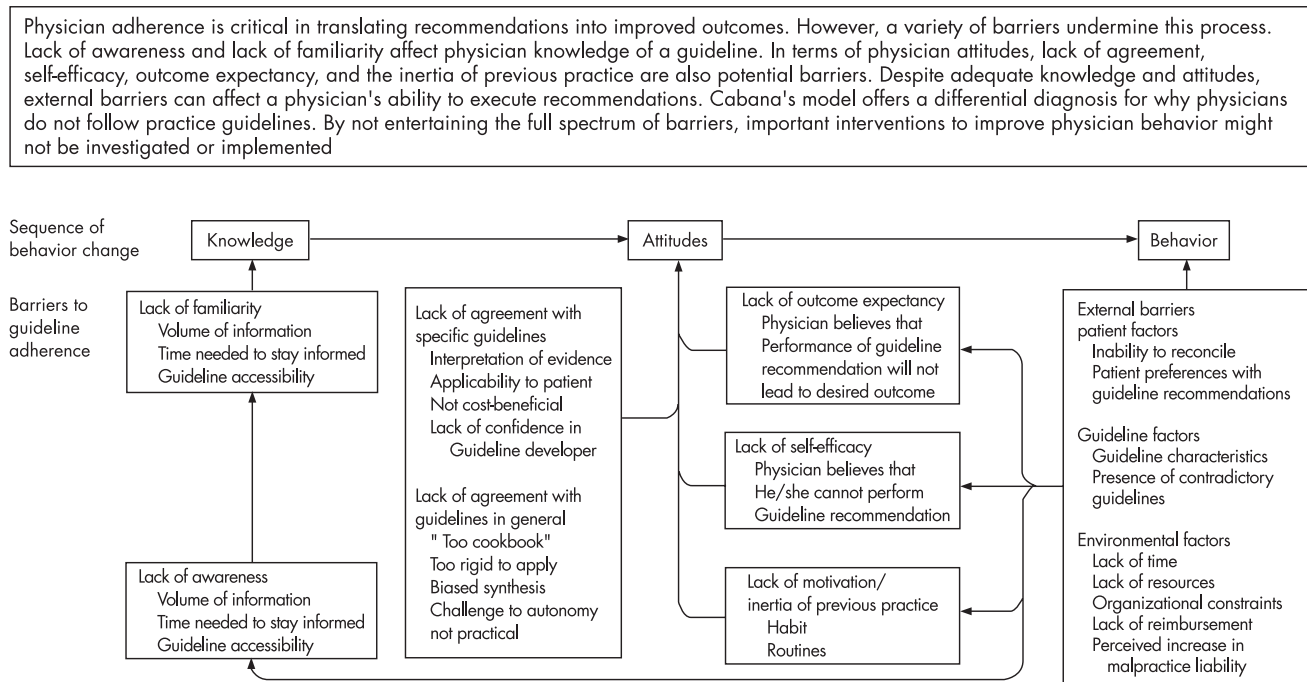 Physician adherence is critical in translating recommendations into improved outcomes. However, a variety of barriers undermine this process.
Lack of awareness and lack of familiarity affect physician knowledge of a guideline. In terms of physician attitudes, lack of agreement,
self-efficacy, outcome expectancy, and the inertia of previous practice are also potential barriers. Despite adequate knowledge and attitudes,
external barriers can affect a physician's ability to execute recommendations. Cabana's model offers a differential diagnosis for why physicians
do not follow practice guidelines. By not entertaining the full spectrum of barriers, important interventions to improve physician behavior might
not be investigated or implemented
Sequence of
behavior change
Knowledge
Attitudes
Behavior
Barriers to
guideline
adherence
Lack of familiarity
Volume of information
Time needed to stay informed
Guideline accessibility
Lack of awareness
Volume of information
Time needed to stay informed
Guideline accessibility
Lack of agreement with
specific guidelines
Interpretation of evidence
Applicability to patient
Not cost-beneficial
Lack of confidence in
Guideline developer
Lack of agreement with
guidelines in general
" Too cookbook"
Too rigid to apply
Biased synthesis
Challenge to autonomy
not practical
Lack of outcome expectancy
Physician believes that
Performance of guideline
recommendation will not
lead to desired outcome
Lack of self-efficacy
Physician believes that
He/she cannot perform
Guideline recommendation
Lack of motivation/
inertia of previous practice
Habit
Routines
External barriers
patient factors
Inability to reconcile
Patient preferences with
guideline recommendations
Guideline factors
Guideline characteristics
Presence of contradictory
guidelines
Environmental factors
Lack of time
Lack of resources
Organizational constraints
Lack of reimbursement
Perceived increase in
malpractice liability